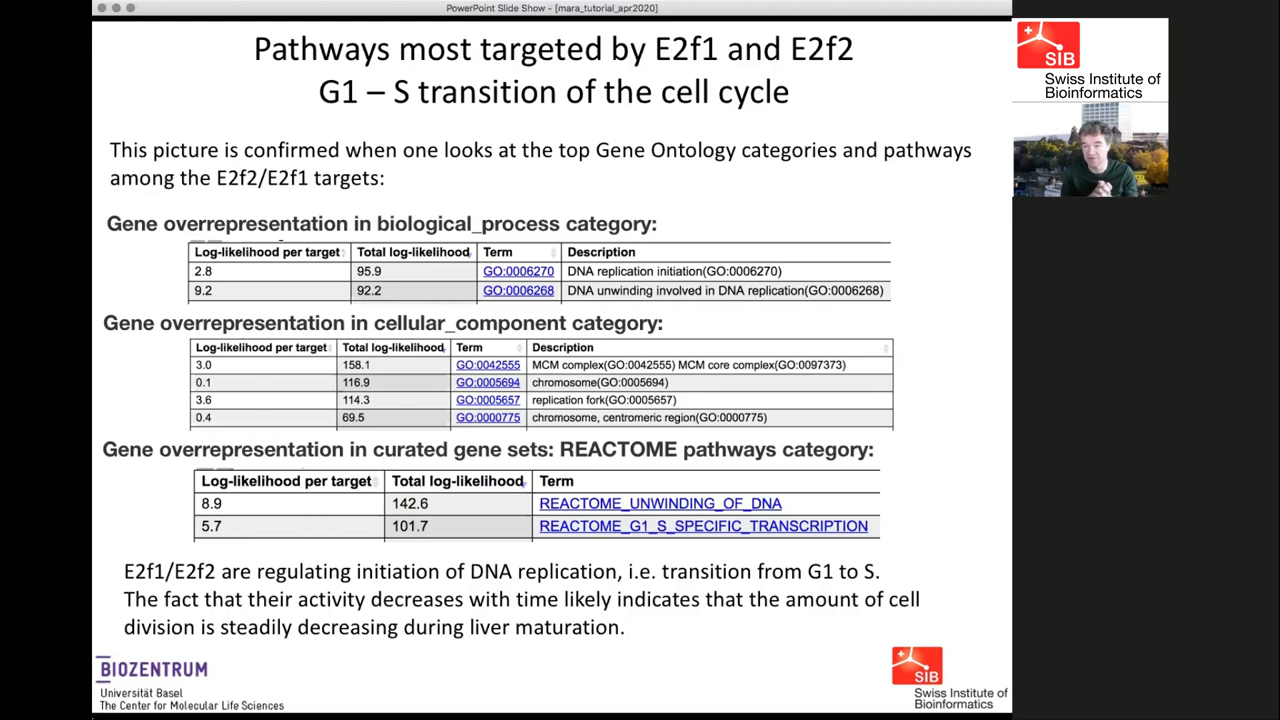 PowerPoint Slide Show - [mara_tutorial_apr2020]
Pathways most targeted by E2f1 and E2f2
G1 – S transition of the cell cycle
This picture is confirmed when one looks at the top Gene Ontology categories and pathways
among the E2f2/E2f1 targets:
Gene overrepresentation in biological_process category:
Log-likelihood per target Total log-likelihood Term Description
2.8 95.9 GO:0006270 DNA replication initiation(GO:0006270)
9.2 92.2 GO:0006268 DNA unwinding involved in DNA replication(GO:0006268)
Gene overrepresentation in cellular_component category:
Log-likelihood per target Total log-likelihood Term Description
3.0 158.1 GO:0042555 MCM complex(GO:0042555) MCM core complex(GO:0097373)
0.1 116.9 GO:0005694 chromosome(GO:0005694)
3.6 114.3 GO:0005657 replication fork(GO:0005657)
0.4 69.5 GO:0000775 chromosome, centromeric region(GO:0000775)
Gene overrepresentation in curated gene sets: REACTOME pathways category:
Log-likelihood per target Total log-likelihood Term
8.9 142.6 REACTOME_UNWINDING_OF_DNA
5.7 101.7 REACTOME_G1_S_SPECIFIC_TRANSCRIPTION
E2f1/E2f2 are regulating initiation of DNA replication, i.e. transition from G1 to S.
The fact that their activity decreases with time likely indicates that the amount of cell
division is steadily decreasing during liver maturation.
BIOZENTRUM
Universität Basel
The Center for Molecular Life Sciences
SIB
Swiss Institute of
Bioinformatics
SIB
Swiss Institute of
Bioinformatics